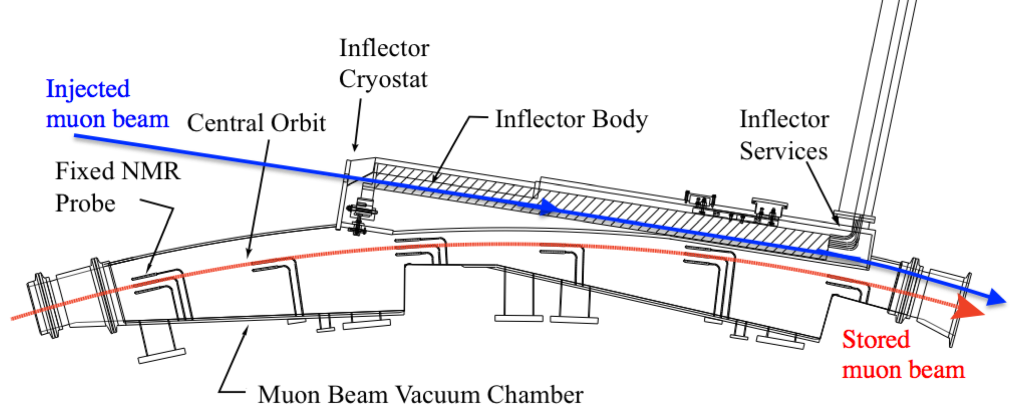 Inflector
Cryostat
Injected
muon beam
Central Orbit
Inflector Body
Inflector
Services
Fixed NMR
Probe
Stored
muon beam
Muon Beam Vacuum Chamber